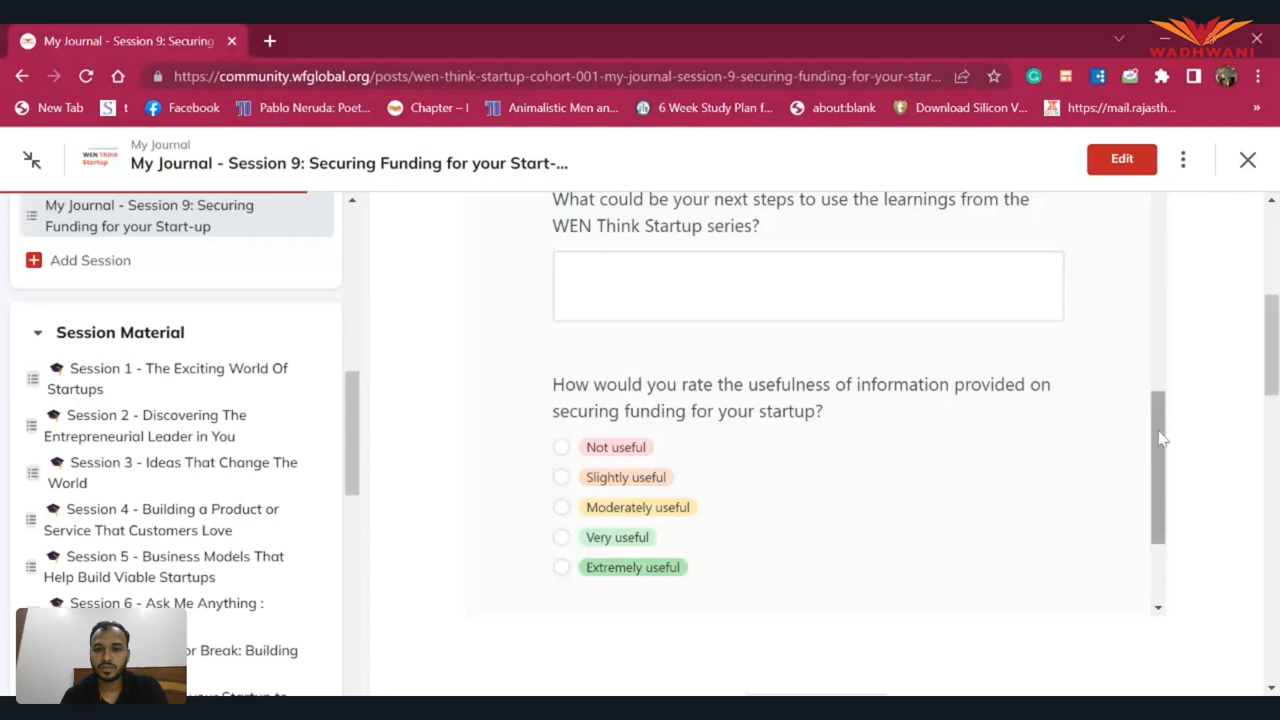 My Journal - Session 9: Securing
WADHWANI
https://community.wfglobal.org/posts/wen-think-startup-cohort-001-my-journal-session-9-securing-funding-for-your-star...
New Tab
t
Facebook
Pablo Neruda: Poet...
Chapter – I
Animalistic Men an...
6 Week Study Plan f...
about:blank
Download Silicon V...
https://mail.rajasth...
»
WEN Think
Startup
My Journal
My Journal - Session 9: Securing Funding for your Start-...
Edit
My Journal - Session 9: Securing
Funding for your Start-up
Add Session
Session Material
Session 1 - The Exciting World Of
Startups
Session 2 - Discovering The
Entrepreneurial Leader in You
Session 3 - Ideas That Change The
World
Session 4 - Building a Product or
Service That Customers Love
Session 5 - Business Models That
Help Build Viable Startups
Session 6 - Ask Me Anything :
or Break: Building
What could be your next steps to use the learnings from the
WEN Think Startup series?
How would you rate the usefulness of information provided on
securing funding for your startup?
Not useful
Slightly useful
Moderately useful
Very useful
Extremely useful